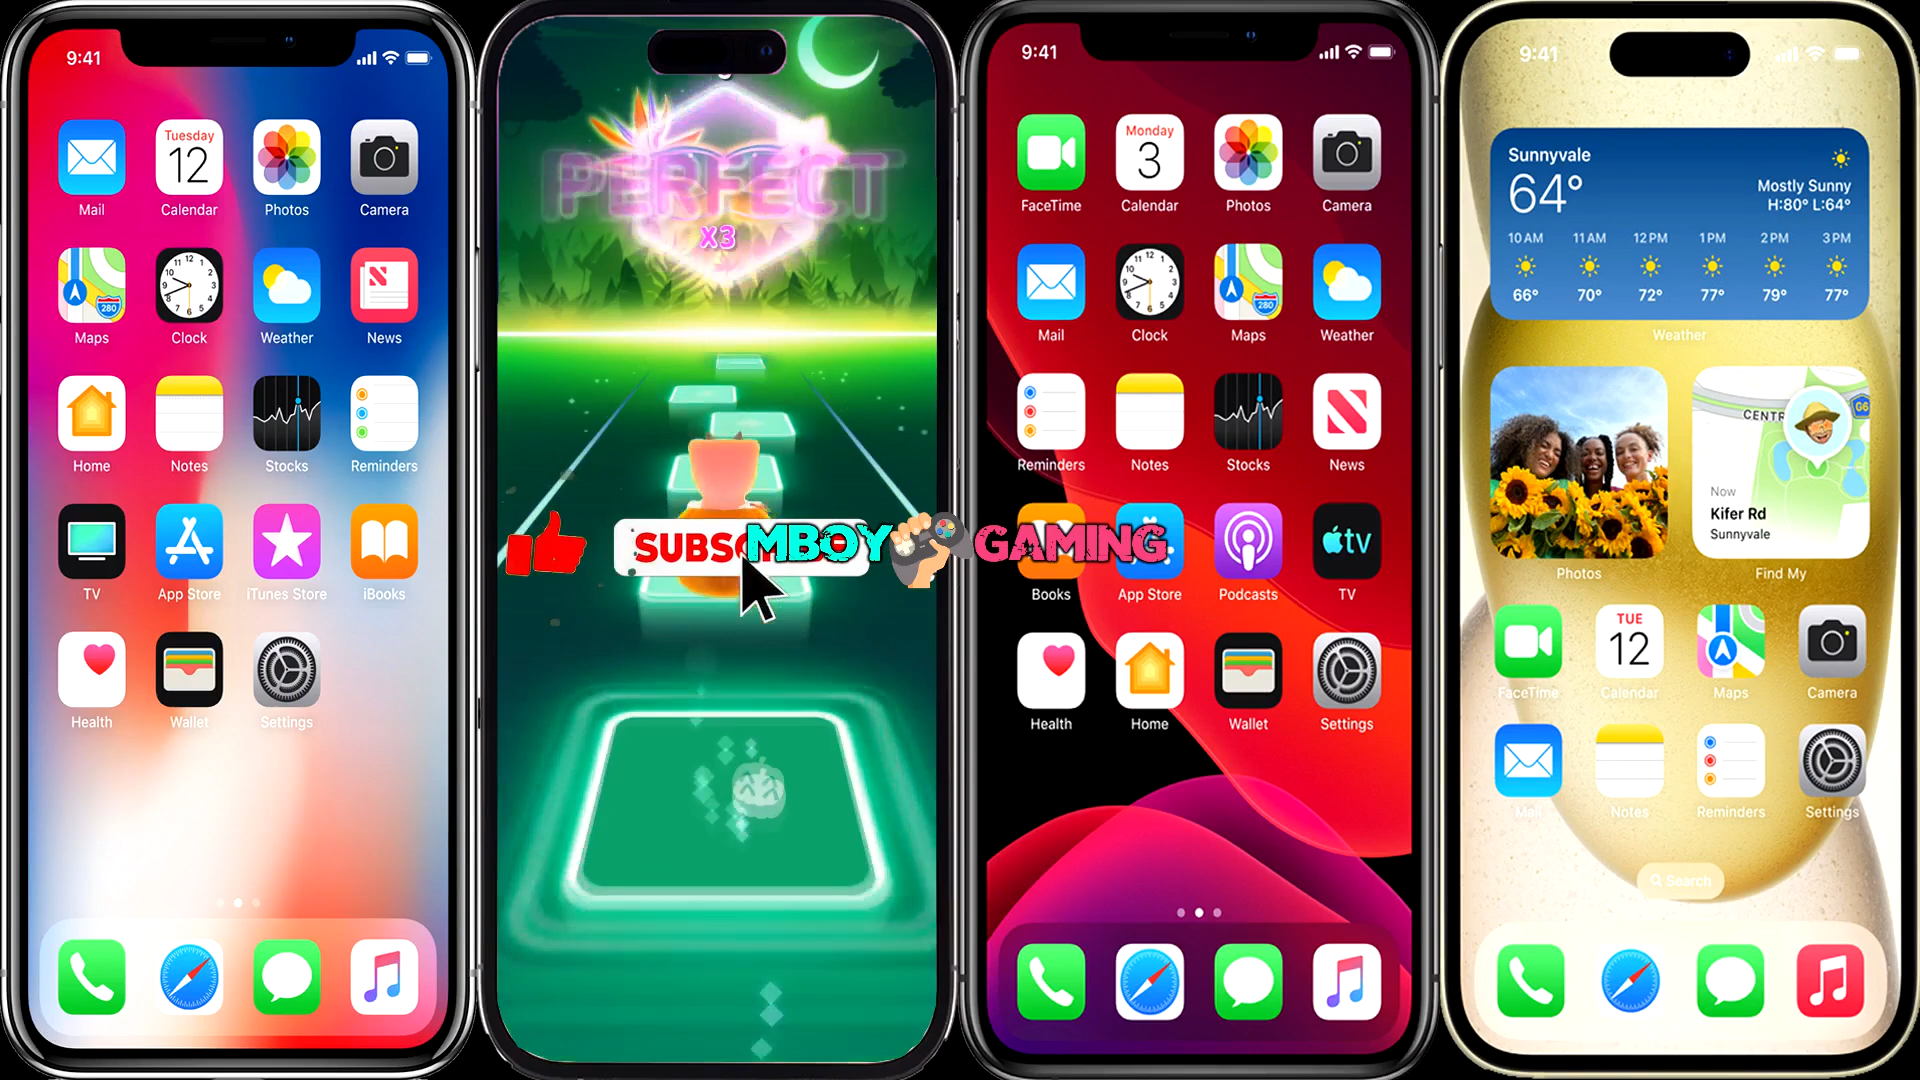 9:41
Tuesday
12
Mail
Calendar
Photos
Camera
280
Maps
Clock
Weather
News
Home
Notes
Stocks
Reminders
TV
App Store
iTunes Store
iBooks
Health
Wallet
Settings
PERFECT
X3
SUBSC
MBOY GAMING
9:41
Monday
3
FaceTime
Calendar
Photos
Camera
280
Mail
Clock
Maps
Weather
Reminders
Notes
Stocks
News
tv
Books
App Store
Podcasts
TV
Health
Home
Wallet
Settings
9:41
Sunnyvale
64°
Mostly Sunny
H:80° L:64°
10 AM 11 AM 12 PM 1 PM 2 PM 3 PM
66° 70° 72° 77° 79° 77°
Weather
CENTR
G6
Now
Kifer Rd
Sunnyvale
Photos
Find My
TUE
12
FaceTime
Calendar
Maps
Camera
Mail
Notes
Reminders
Settings
Search